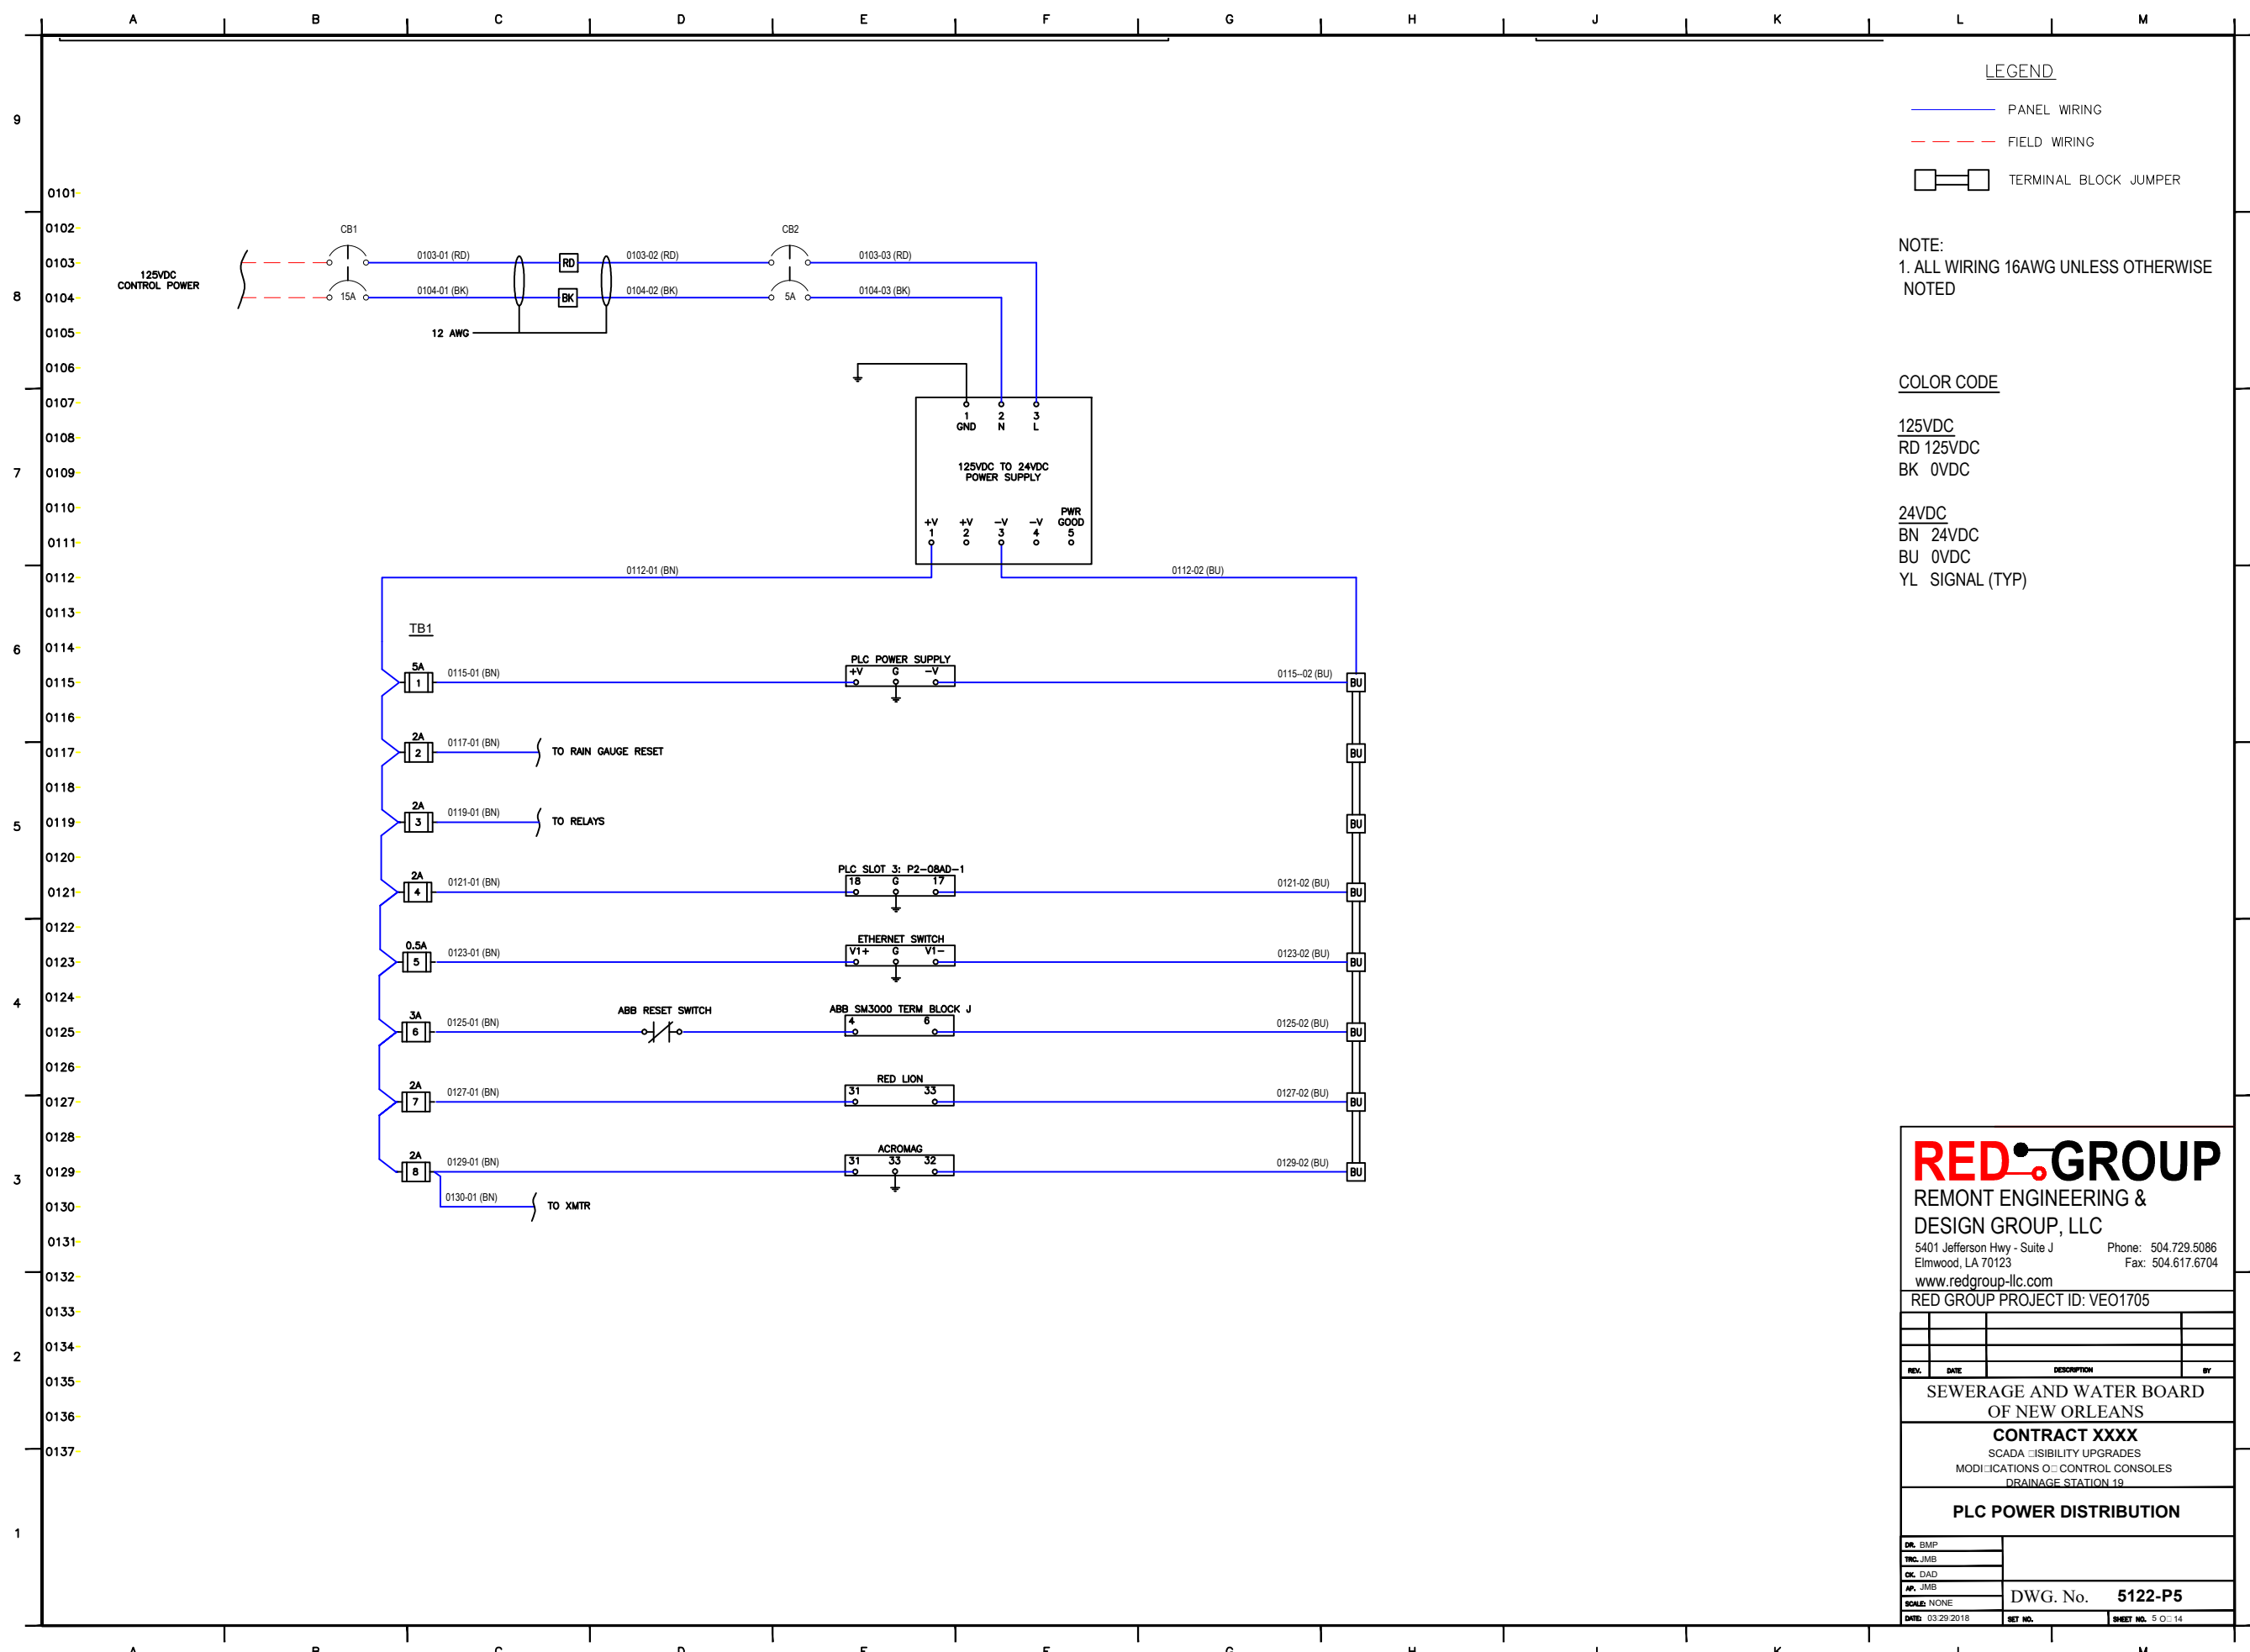 A B C D E F G H J K L M
LEGEND
PANEL WIRING
FIELD WIRING
TERMINAL BLOCK JUMPER
NOTE:
1. ALL WIRING 16AWG UNLESS OTHERWISE
NOTED
COLOR CODE
125VDC
RD 125VDC
BK 0VDC
24VDC
BN 24VDC
BU 0VDC
YL SIGNAL (TYP)
9
8
7
6
5
4
3
2
1
0101
0102
0103
0104
0105
0106
0107
0108
0109
0110
0111
0112
0113
0114
0115
0116
0117
0118
0119
0120
0121
0122
0123
0124
0125
0126
0127
0128
0129
0130
0131
0132
0133
0134
0135
0136
0137
125VDC
CONTROL POWER
CB1
15A
0103-01 (RD)
0104-01 (BK)
RD
BK
12 AWG
0103-02 (RD)
0104-02 (BK)
CB2
5A
0103-03 (RD)
0104-03 (BK)
1 2 3
GND N L
125VDC TO 24VDC
POWER SUPPLY
PWR
+V +V -V -V GOOD
1 2 3 4 5
0112-01 (BN)
0112-02 (BU)
TB1
5A
1
0115-01 (BN)
PLC POWER SUPPLY
+V G -V
0115--02 (BU)
BU
2A
2
0117-01 (BN)
TO RAIN GAUGE RESET
BU
2A
3
0119-01 (BN)
TO RELAYS
BU
2A
4
0121-01 (BN)
PLC SLOT 3: P2-08AD-1
18 G 17
0121-02 (BU)
BU
0.5A
5
0123-01 (BN)
ETHERNET SWITCH
V1+ G V1-
0123-02 (BU)
BU
3A
6
0125-01 (BN)
ABB RESET SWITCH
ABB SM3000 TERM BLOCK J
4 6
0125-02 (BU)
BU
2A
7
0127-01 (BN)
RED LION
31 33
0127-02 (BU)
BU
2A
8
0129-01 (BN)
ACROMAG
31 33 32
0129-02 (BU)
BU
0130-01 (BN)
TO XMTR
RED GROUP
REMONT ENGINEERING &
DESIGN GROUP, LLC
5401 Jefferson Hwy - Suite J Phone: 504.729.5086
Elmwood, LA 70123 Fax: 504.617.6704
www.redgroup-llc.com
RED GROUP PROJECT ID: VEO1705
REV. DATE DESCRIPTION BY
SEWERAGE AND WATER BOARD
OF NEW ORLEANS
CONTRACT XXXX
SCADA □ISIBILITY UPGRADES
MODI□ICATIONS O□ CONTROL CONSOLES
DRAINAGE STATION 19
PLC POWER DISTRIBUTION
DR. BMP
TRC. JMB
CK. DAD
AP. JMB
SCALE: NONE
DATE: 03 29 2018
DWG. No. 5122-P5
SET NO.
SHEET NO. 5 O□ 14
A B C D E F G H J K L M